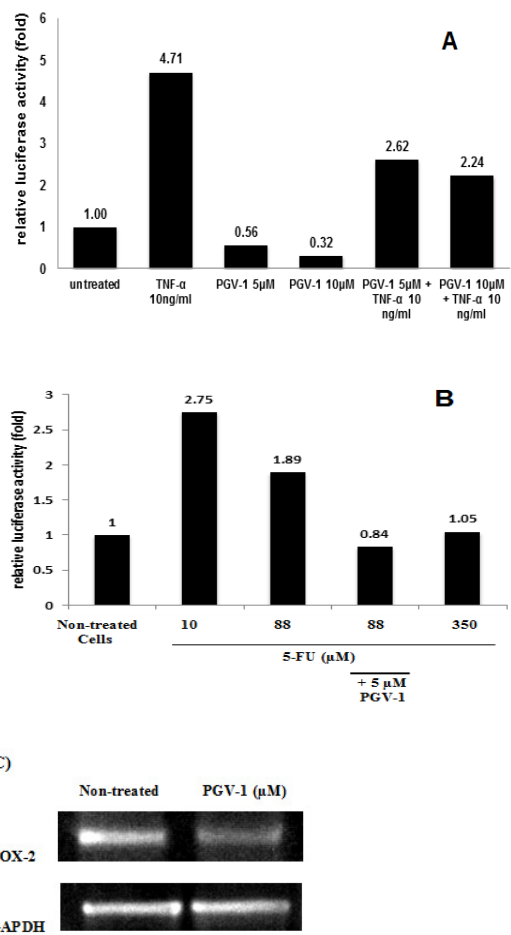 A
relative luciferase activity (fold)
6
5
4
3
2
1
0
1.00
4.71
0.56
0.32
2.62
2.24
untreated
TNF-α 10ng/ml
PGV-1 5µM
PGV-1 10µM
PGV-1 5µM + TNF-α 10 ng/ml
PGV-1 10µM + TNF-α 10 ng/ml
B
relative luciferase activity (fold)
3
2.5
2
1.5
1
0.5
0
1
2.75
1.89
0.84
1.05
Non-treated Cells
10
88
88
350
5-FU (µM)
+ 5 µM
PGV-1
C)
Non-treated
PGV-1 (µM)
OX-2
GAPDH